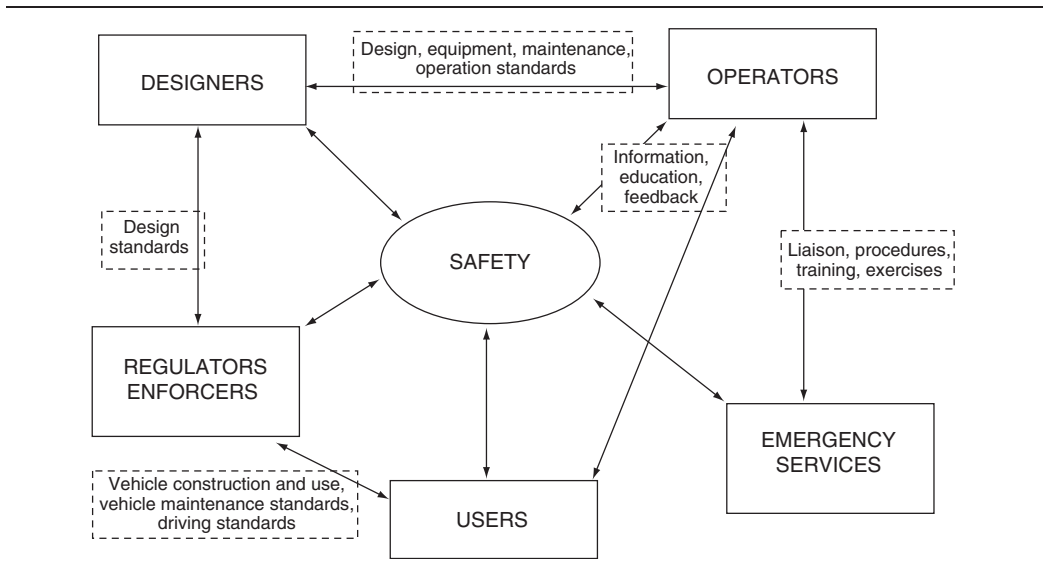 Design, equipment, maintenance,
operation standards
DESIGNERS
OPERATORS
Information,
education,
feedback
Design
standards
SAFETY
Liaison, procedures,
training, exercises
REGULATORS
ENFORCERS
EMERGENCY
SERVICES
Vehicle construction and use,
vehicle maintenance standards,
driving standards
USERS